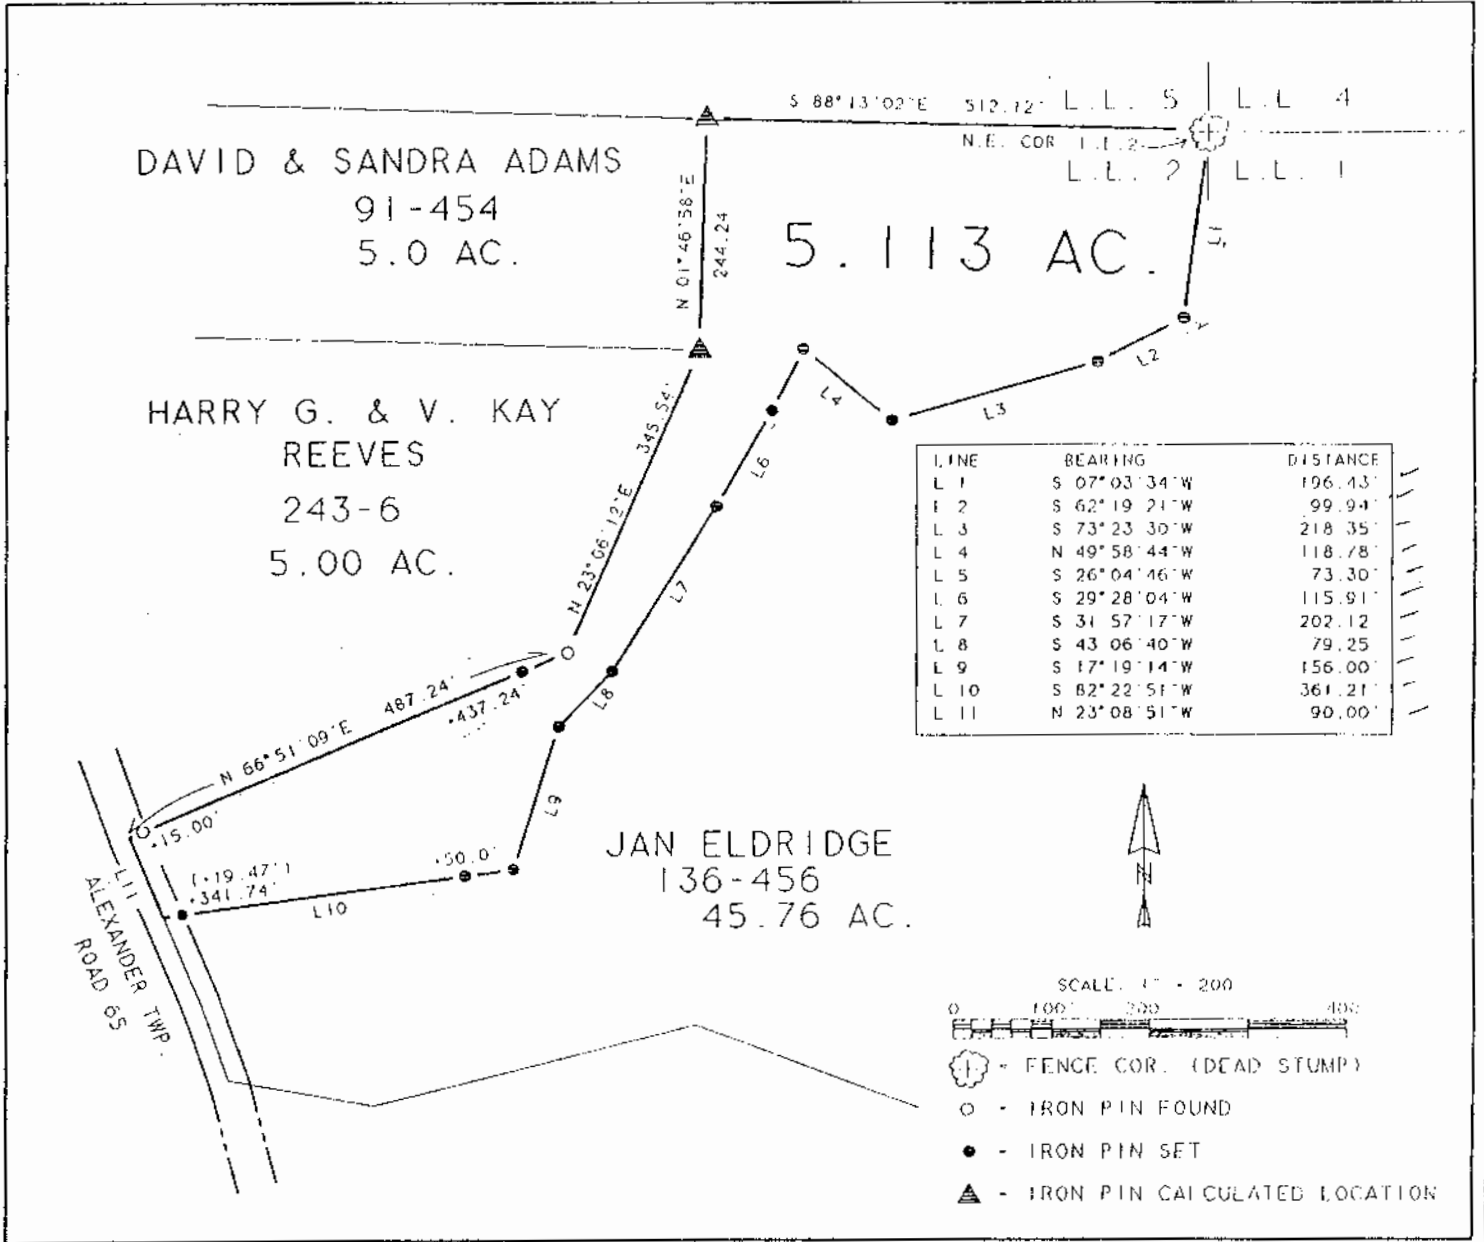 S 88°13'02"E 512.12' L.L. 5 L.L 4
N.E. COR L.L.2
L.L. 2 L.L. 1
DAVID & SANDRA ADAMS
91-454
5.0 AC.
N 01°46'58"E
244.24
5.113 AC.
L1
L2
L3
L4
HARRY G. & V. KAY
REEVES
243-6
5.00 AC.
N 23°06'12"E 345.54'
L6
L7
L8
L9
LINE BEARING DISTANCE
L 1 S 07°03'34"W 196.43'
L 2 S 62°19 21"W 99.94'
L 3 S 73°23 30"W 218 35'
L 4 N 49°58'44"W 118.78'
L 5 S 26°04'46"W 73.30'
L 6 S 29°28'04"W 115.91'
L 7 S 31 57'17"W 202.12
L 8 S 43 06'40"W 79.25
L 9 S 17°19'14"W 156.00'
L 10 S 82°22'51"W 361.21'
L 11 N 23°08'51"W 90.00'
N 66°51'09"E 487.24'
•437.24'
•15.00'
L11
(•19.47')
•341.74'
•50.0'
L10
ALEXANDER TWP.
ROAD 65
JAN ELDRIDGE
136-456
45.76 AC.
N
SCALE. 1" - 200
0 100' 200 400
- FENCE COR. (DEAD STUMP)
- IRON PIN FOUND
- IRON PIN SET
- IRON PIN CALCULATED LOCATION